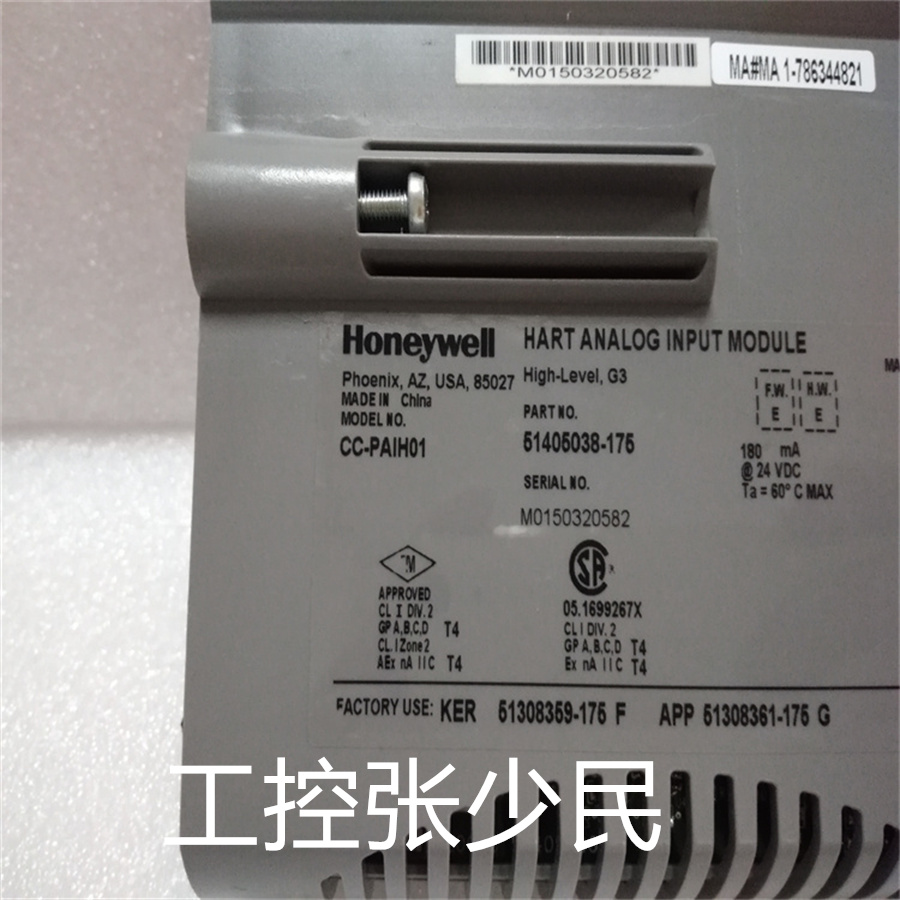 *M0150320582*
MA#MA 1-786344821
Honeywell
HART ANALOG INPUT MODULE
Phoenix, AZ, USA, 85027
High-Level, G3
MADE IN China
MODEL NO.
CC-PAIH01
PART NO.
51405038-175
SERIAL NO.
M0150320582
F.W.
E
H.W.
E
180 mA
@ 24 VDC
Ta = 60° C MAX
MA
APPROVED
CL I DIV. 2
GP A,B,C,D T4
CL. I Zone 2
AEx nA IIC T4
05.1699267X
CL I DIV. 2
GP A,B,C,D T4
Ex nA IIC T4
FACTORY USE: KER 51308359-175 F APP 51308361-175 G
工控张少民